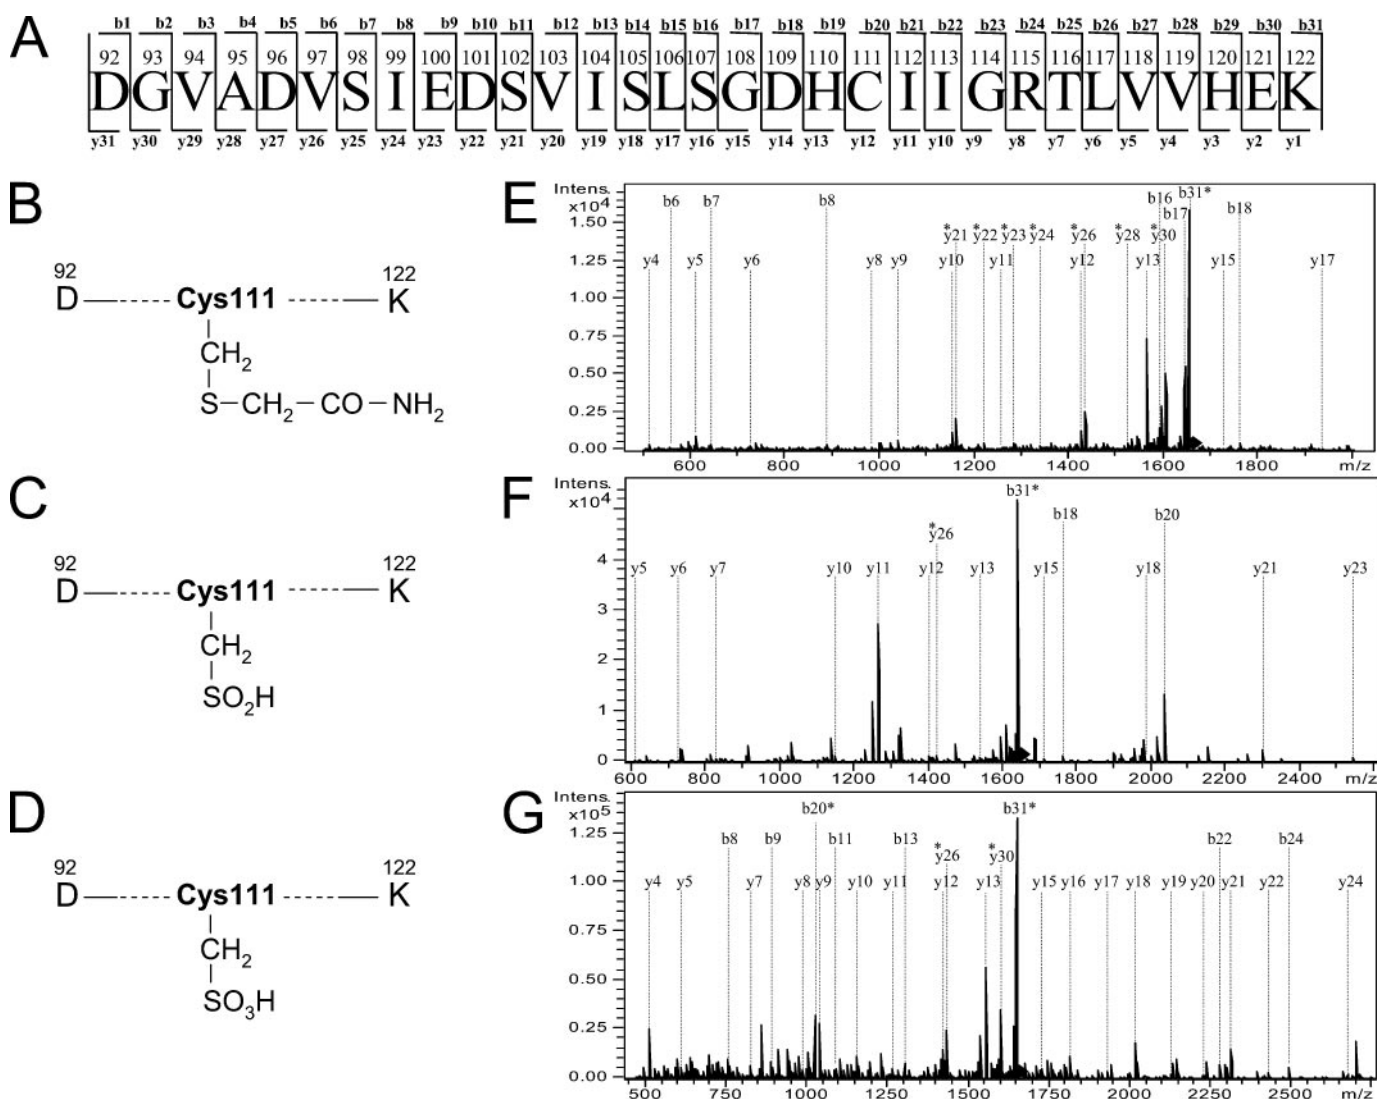 A
b1 b2 b3 b4 b5 b6 b7 b8 b9 b10 b11 b12 b13 b14 b15 b16 b17 b18 b19 b20 b21 b22 b23 b24 b25 b26 b27 b28 b29 b30 b31
92 93 94 95 96 97 98 99 100 101 102 103 104 105 106 107 108 109 110 111 112 113 114 115 116 117 118 119 120 121 122
D G V A D V S I E D S V I S L S G D H C I I G R T L V V H E K
y31 y30 y29 y28 y27 y26 y25 y24 y23 y22 y21 y20 y19 y18 y17 y16 y15 y14 y13 y12 y11 y10 y9 y8 y7 y6 y5 y4 y3 y2 y1
B
92 122
D Cys111 K
CH2
S–CH2–CO–NH2
C
92 122
D Cys111 K
CH2
SO2H
D
92 122
D Cys111 K
CH2
SO3H
E
Intens.
x10^4
b6 b7 b8 b16 b17 b31* b18
*y21 *y22 *y23 *y24 *y26 *y28 *y30
y4 y5 y6 y8 y9 y10 y11 y12 y13 y15 y17
1.50
1.25
1.00
0.75
0.50
0.25
0.00
600 800 1000 1200 1400 1600 1800 m/z
F
Intens.
x10^4
b31*
b18 b20
*y26
y5 y6 y7 y10 y11 y12 y13 y15 y18 y21 y23
4
3
2
1
0
600 800 1000 1200 1400 1600 1800 2000 2200 2400 m/z
G
Intens.
x10^5
b20* b31*
b8 b9 b11 b13 b22 b24
*y26 *y30
y4 y5 y7 y8 y9 y10 y11 y12 y13 y15 y16 y17 y18 y19 y20 y21 y22 y24
1.25
1.00
0.75
0.50
0.25
0.00
500 750 1000 1250 1500 1750 2000 2250 2500 m/z